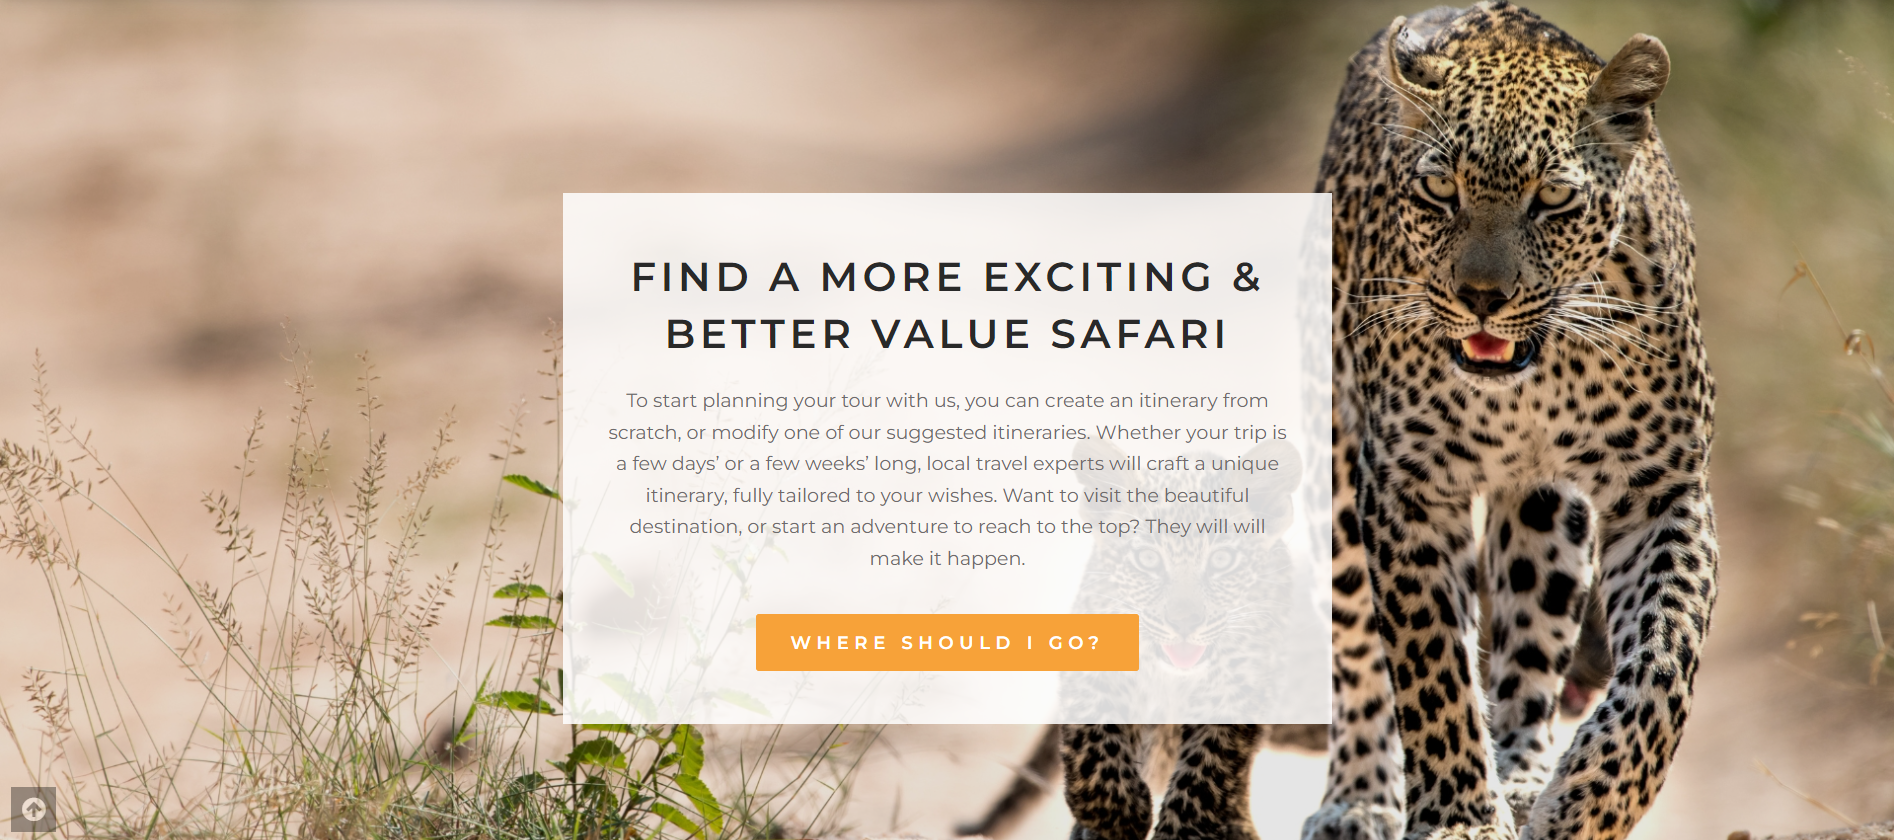 FIND A MORE EXCITING &
BETTER VALUE SAFARI
To start planning your tour with us, you can create an itinerary from
scratch, or modify one of our suggested itineraries. Whether your trip is
a few days’ or a few weeks’ long, local travel experts will craft a unique
itinerary, fully tailored to your wishes. Want to visit the beautiful
destination, or start an adventure to reach to the top? They will will
make it happen.
WHERE SHOULD I GO?